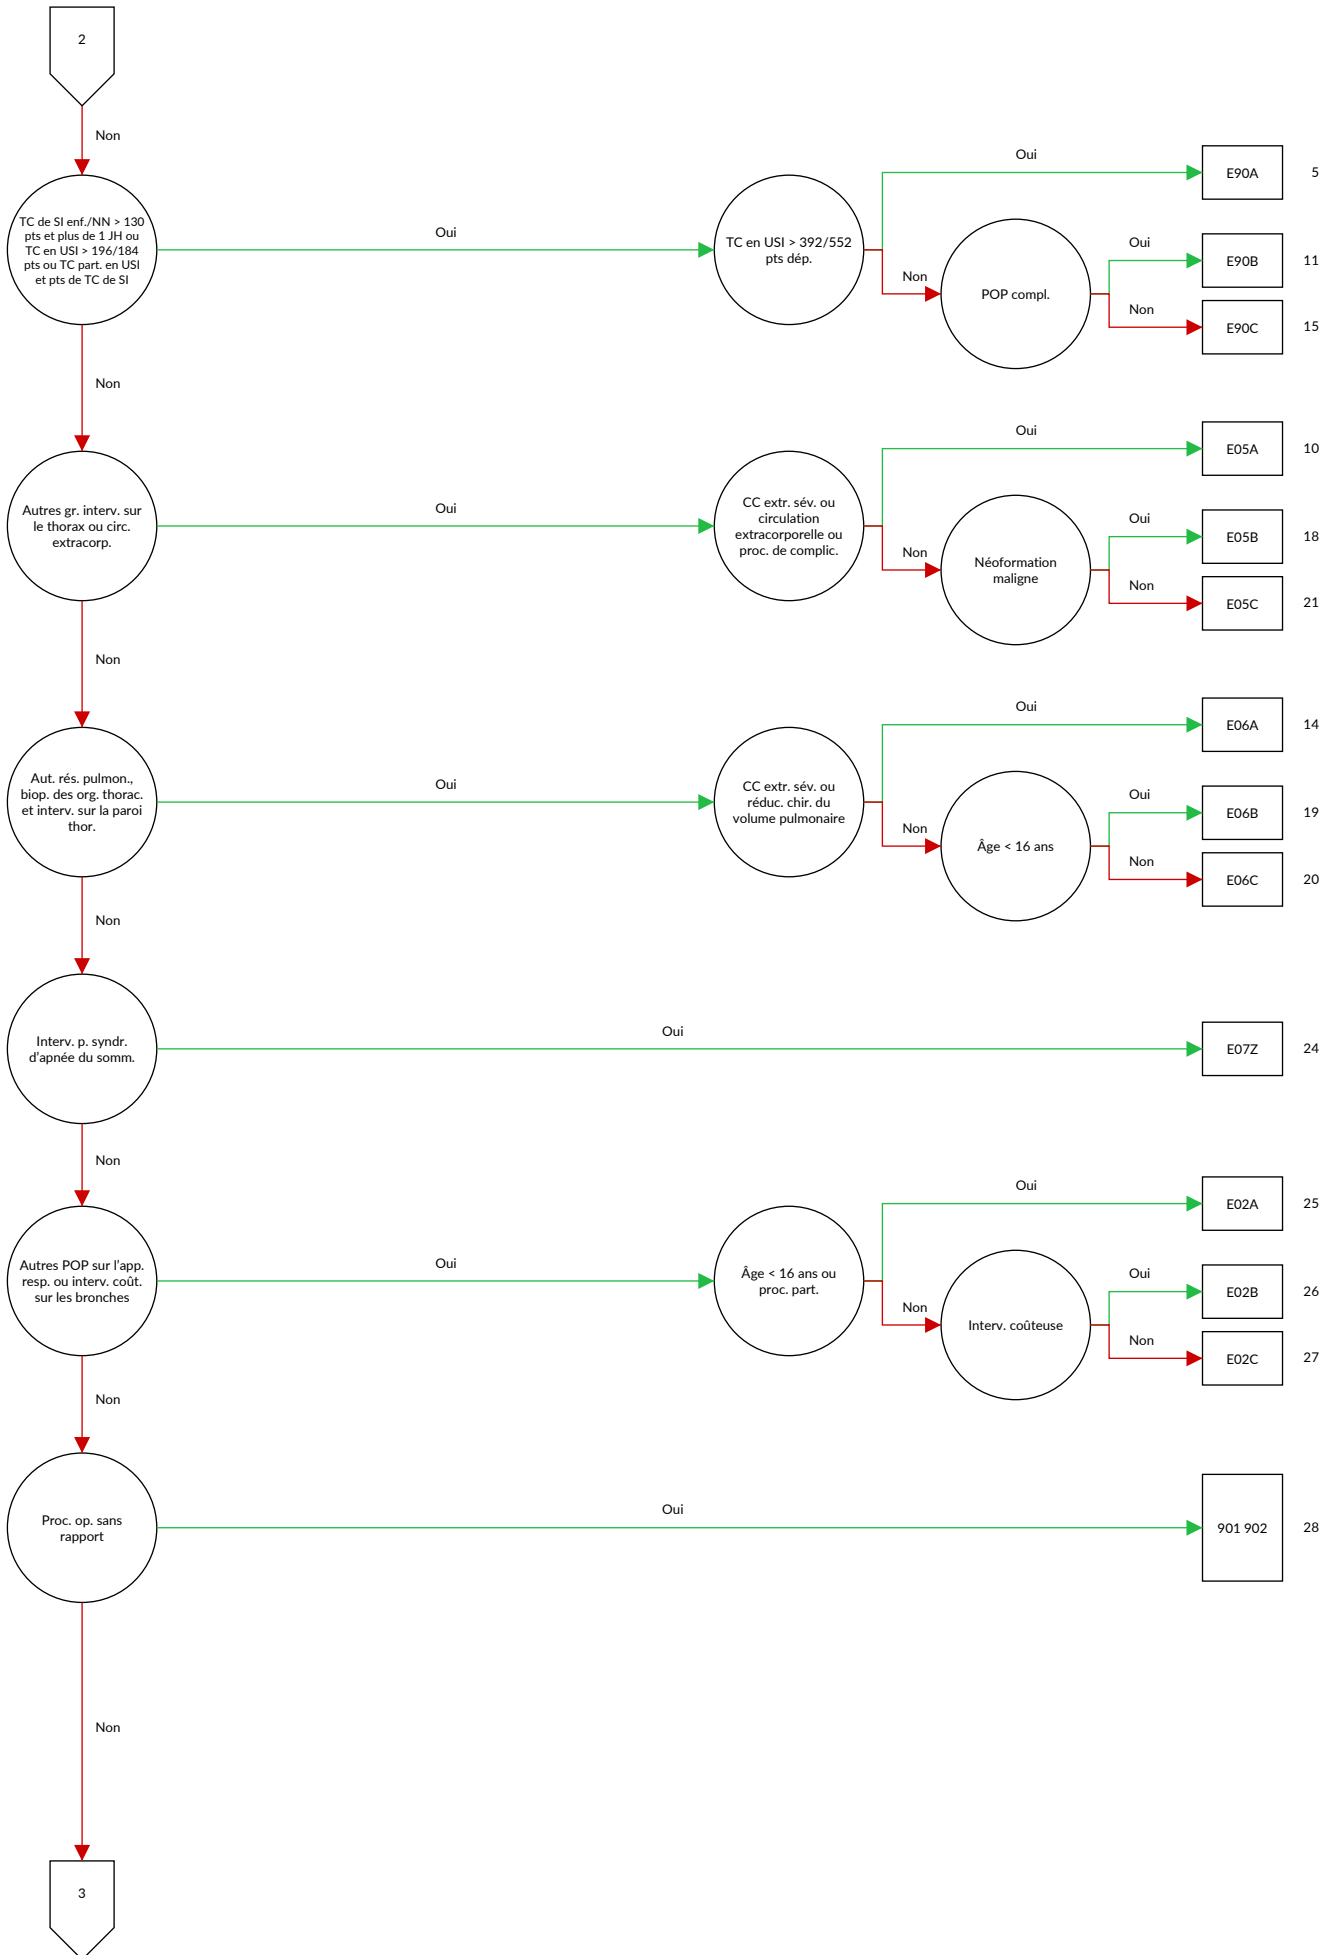 2
Non
TC de SI enf./NN > 130
pts et plus de 1 JH ou
TC en USI > 196/184
pts ou TC part. en USI
et pts de TC de SI
Oui
TC en USI > 392/552
pts dép.
Oui
E90A
5
Non
POP compl.
Oui
E90B
11
Non
E90C
15
Non
Autres gr. interv. sur
le thorax ou circ.
extracorp.
Oui
CC extr. sév. ou
circulation
extracorporelle ou
proc. de complic.
Oui
E05A
10
Non
Néoformation
maligne
Oui
E05B
18
Non
E05C
21
Non
Aut. rés. pulmon.,
biop. des org. thorac.
et interv. sur la paroi
thor.
Oui
CC extr. sév. ou
réduc. chir. du
volume pulmonaire
Oui
E06A
14
Non
Âge < 16 ans
Oui
E06B
19
Non
E06C
20
Non
Interv. p. syndr.
d'apnée du somm.
Oui
E07Z
24
Non
Autres POP sur l'app.
resp. ou interv. coût.
sur les bronches
Oui
Âge < 16 ans ou
proc. part.
Oui
E02A
25
Non
Interv. coûteuse
Oui
E02B
26
Non
E02C
27
Non
Proc. op. sans
rapport
Oui
901 902
28
Non
3